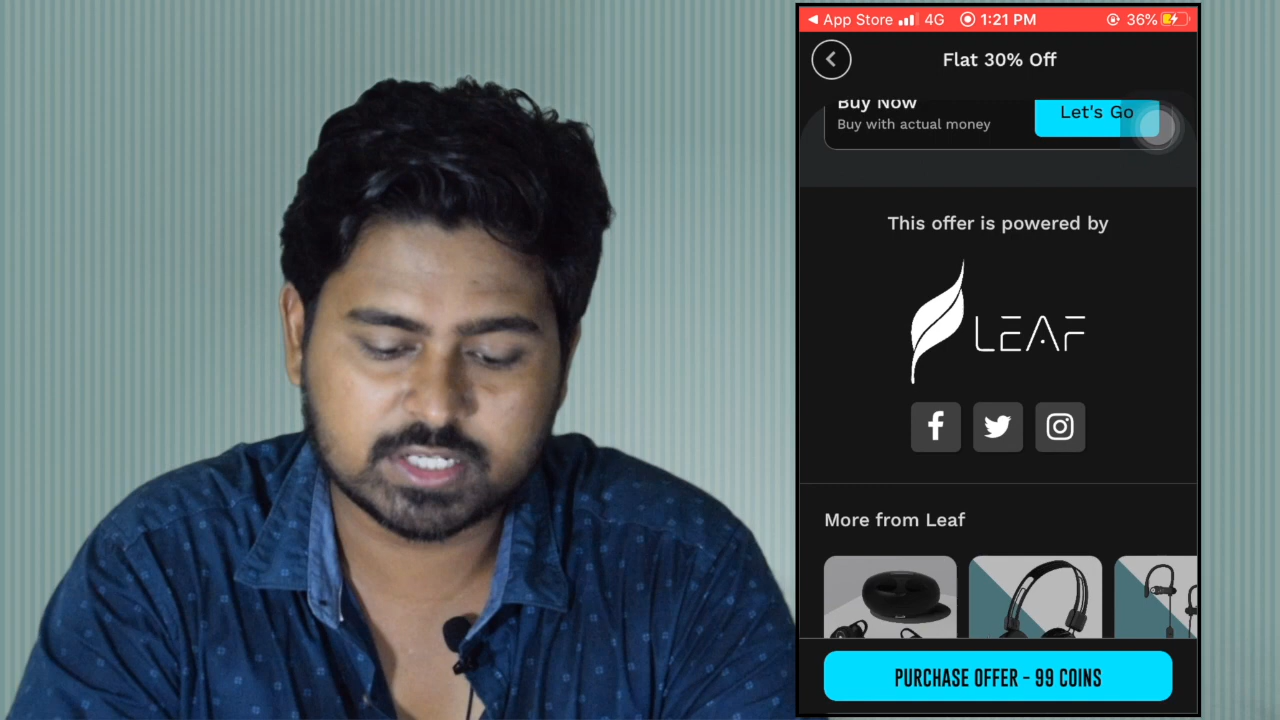 App Store 4G 1:21 PM 36%
Flat 30% Off
Buy Now
Buy with actual money
Let's Go
This offer is powered by
LEAF
More from Leaf
PURCHASE OFFER - 99 COINS